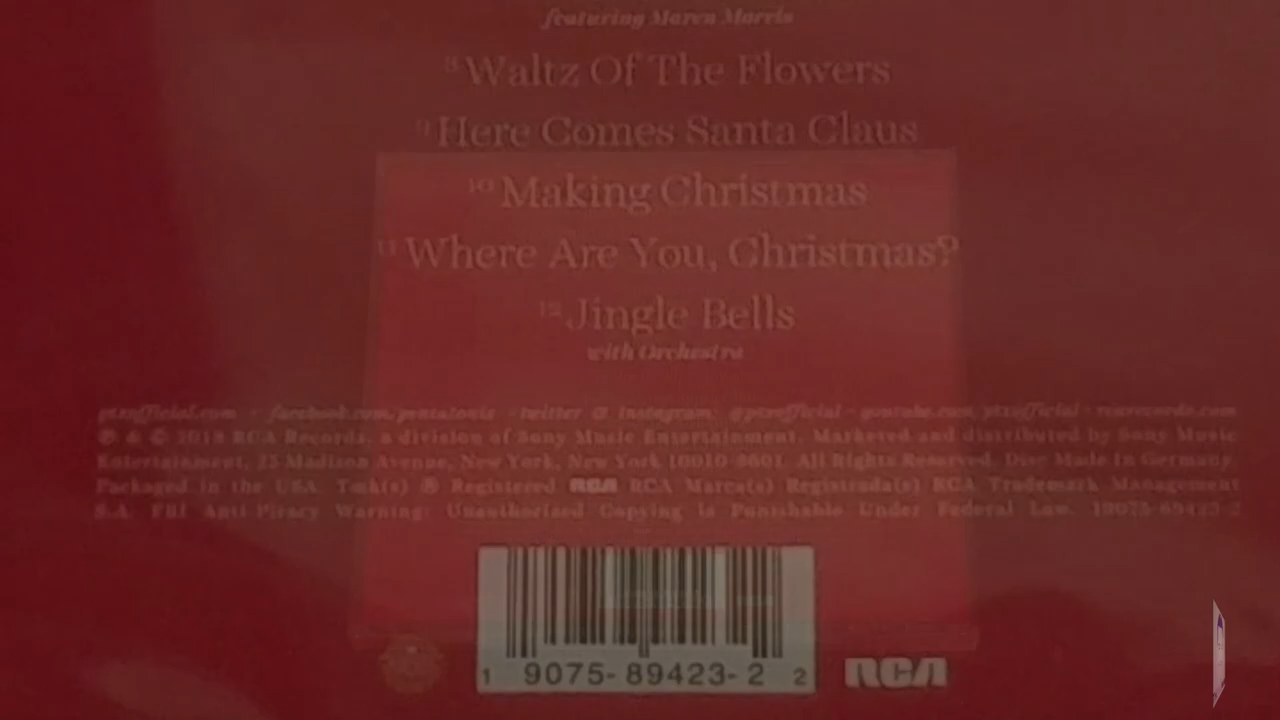 featuring Maren Morris
8 Waltz Of The Flowers
9 Here Comes Santa Claus
10 Making Christmas
11 Where Are You, Christmas?
12 Jingle Bells
with Orchestra
ptxofficial.com · facebook.com/pentatonix · twitter & instagram: @ptxofficial · youtube.com/ptxofficial · rcarecords.com
℗ & © 2018 RCA Records, a division of Sony Music Entertainment. Marketed and distributed by Sony Music
Entertainment, 25 Madison Avenue, New York, New York 10010-8601. All Rights Reserved. Disc Made in Germany.
Packaged in the USA. Tmk(s) ® Registered RCA RCA Marca(s) Registrada(s) RCA Trademark Management
S.A. FBI Anti-Piracy Warning: Unauthorized Copying is Punishable Under Federal Law. 19075-89423-2
1 9075-89423-2 2
RCA